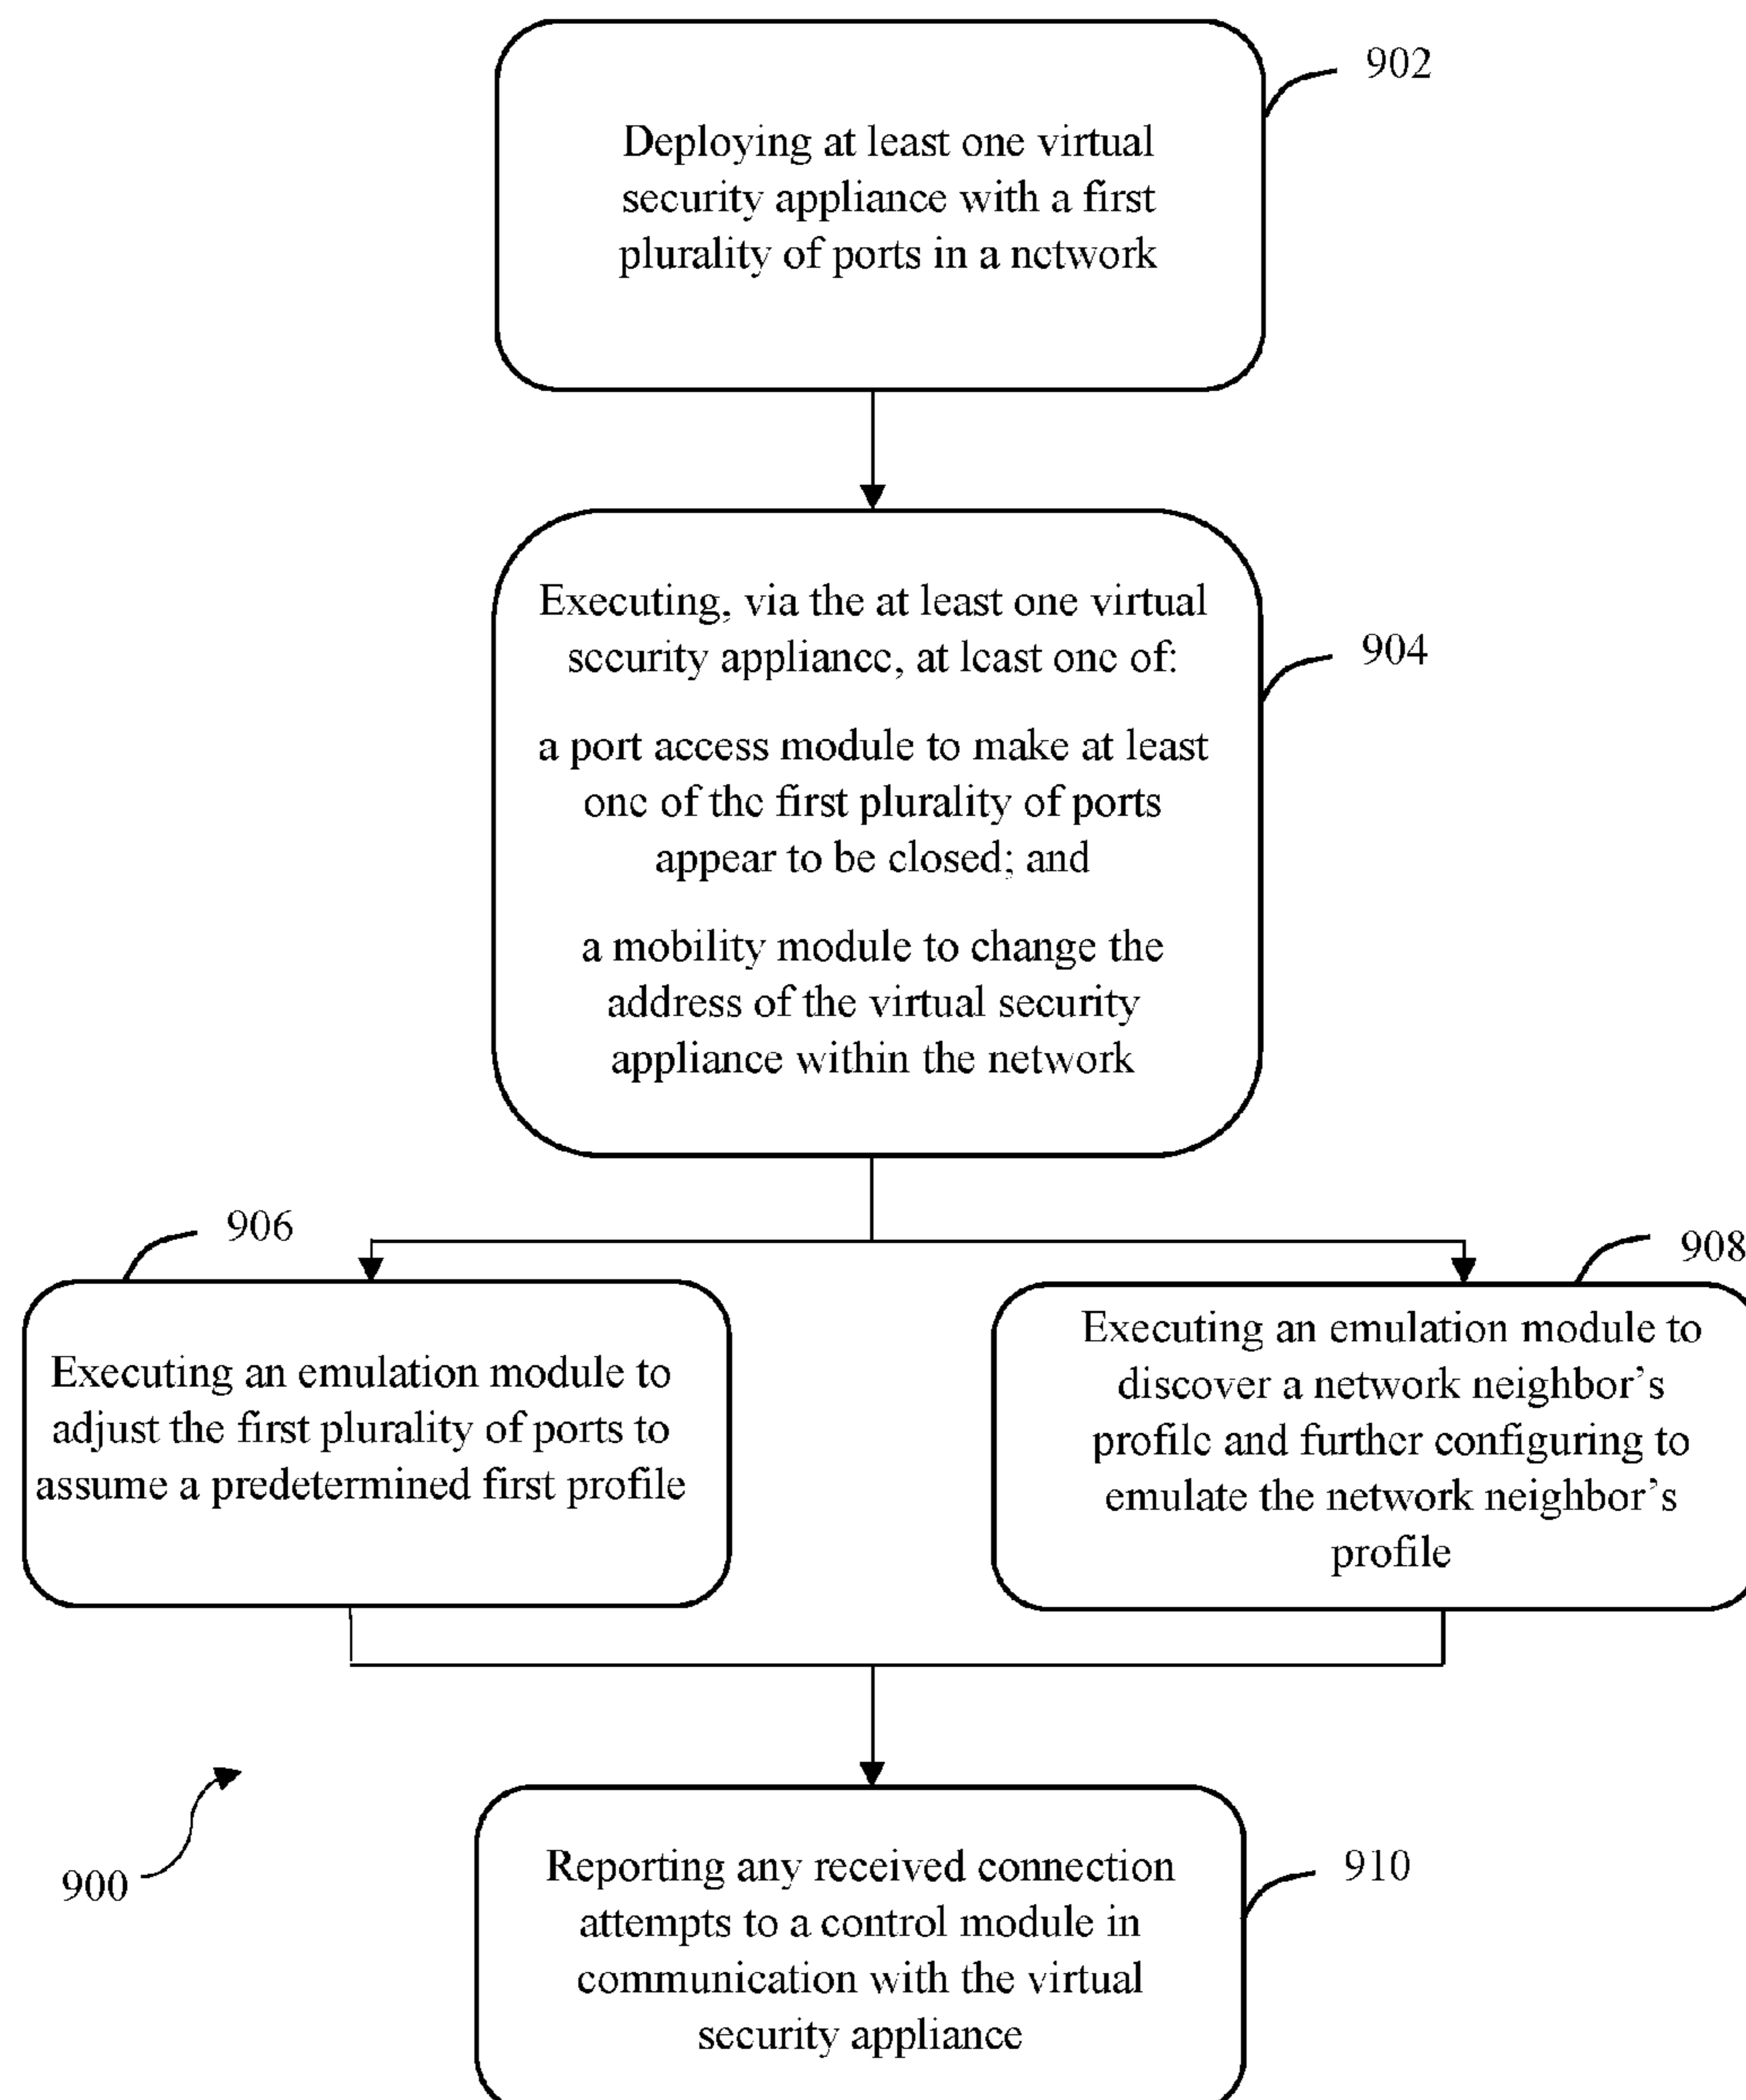 902
Deploying at least one virtual
security appliance with a first
plurality of ports in a network
Executing, via the at least one virtual
security appliance, at least one of:
904
a port access module to make at least
one of the first plurality of ports
appear to be closed; and
a mobility module to change the
address of the virtual security
appliance within the network
906
908
Executing an emulation module to
adjust the first plurality of ports to
assume a predetermined first profile
Executing an emulation module to
discover a network neighbor's
profile and further configuring to
emulate the network neighbor's
profile
900
Reporting any received connection
attempts to a control module in
communication with the virtual
security appliance
910